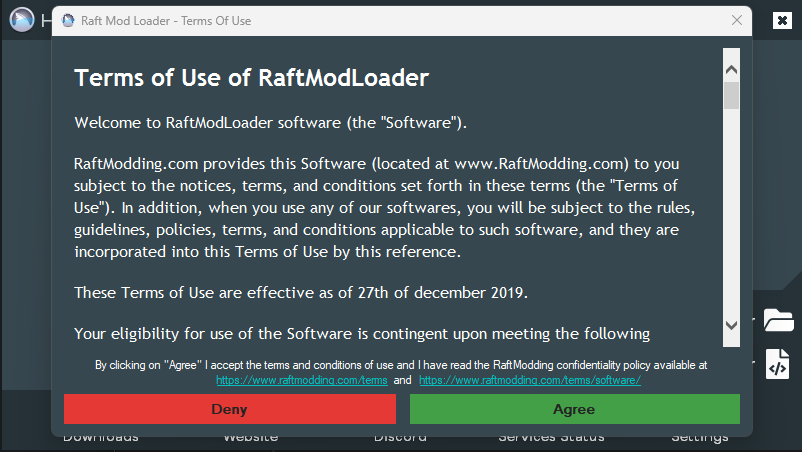 Raft Mod Loader - Terms Of Use
Terms of Use of RaftModLoader
Welcome to RaftModLoader software (the "Software").
RaftModding.com provides this Software (located at www.RaftModding.com) to you
subject to the notices, terms, and conditions set forth in these terms (the "Terms of
Use"). In addition, when you use any of our softwares, you will be subject to the rules,
guidelines, policies, terms, and conditions applicable to such software, and they are
incorporated into this Terms of Use by this reference.
These Terms of Use are effective as of 27th of december 2019.
Your eligibility for use of the Software is contingent upon meeting the following
By clicking on "Agree" I accept the terms and conditions of use and I have read the RaftModding confidentiality policy available at
https://www.raftmodding.com/terms and https://www.raftmodding.com/terms/software/
Deny Agree
Downloads Website Discord Services Status Settings